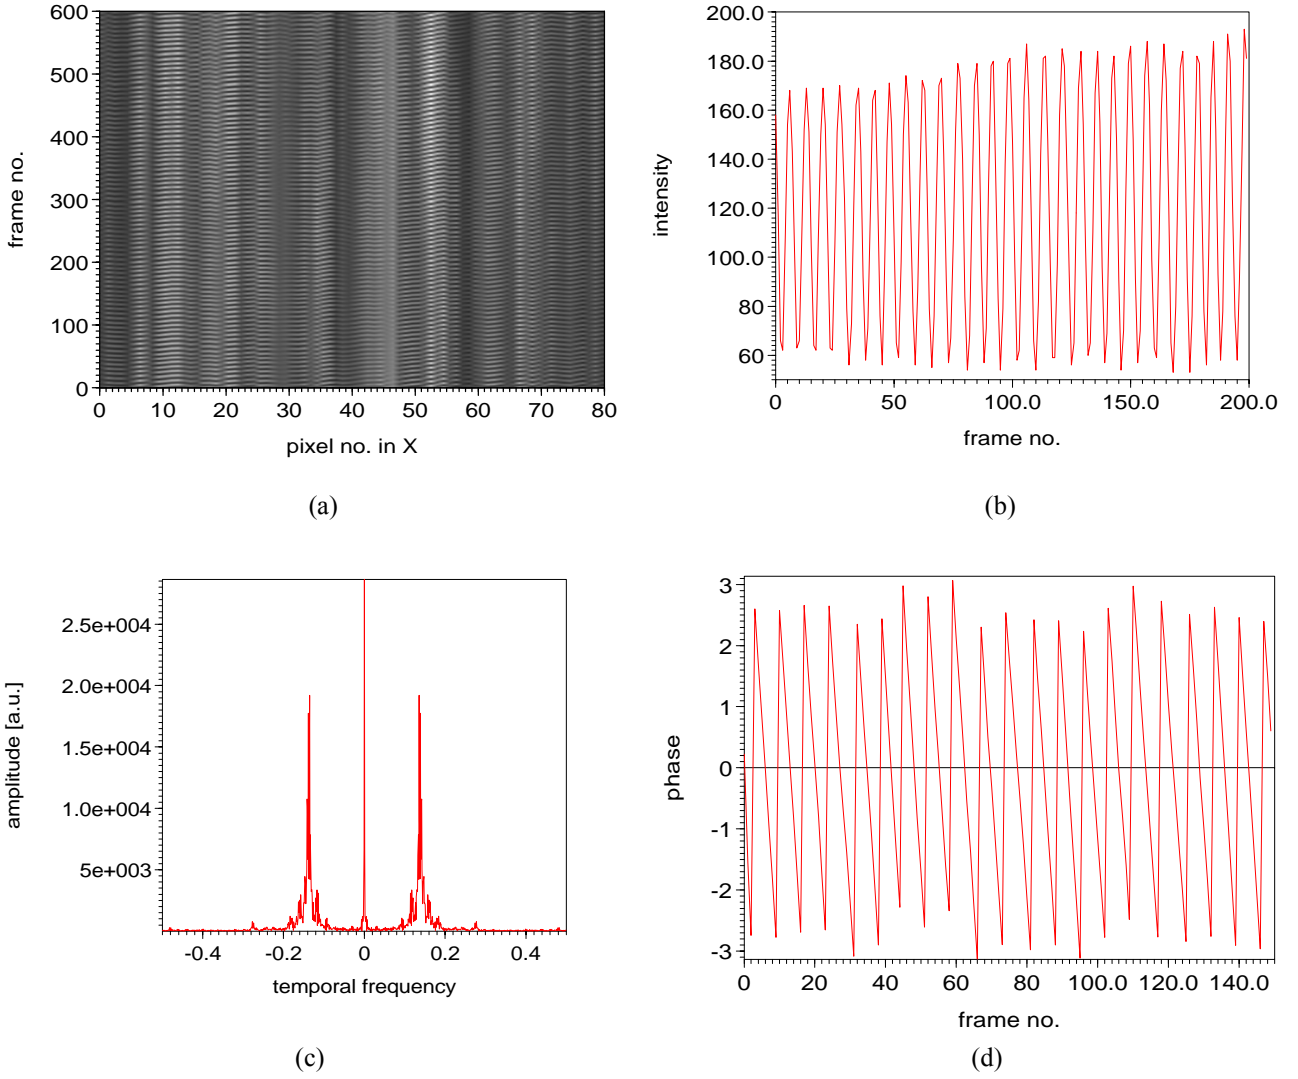 600
500
400
300
200
100
0
frame no.
0 10 20 30 40 50 60 70 80
pixel no. in X
(a)
200.0
180.0
160.0
140.0
120.0
100.0
80.0
60
intensity
0 50 100.0 150.0 200.0
frame no.
(b)
2.5e+004
2.0e+004
1.5e+004
1.0e+004
5e+003
amplitude [a.u.]
-0.4 -0.2 0 0.2 0.4
temporal frequency
(c)
3
2
1
0
-1
-2
-3
phase
0 20 40 60 80 100.0 120.0 140.0
frame no.
(d)